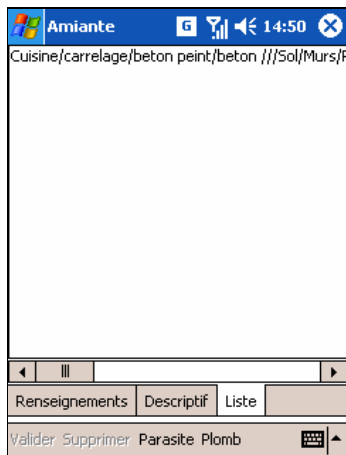 Amiante G 14:50
Cuisine/carrelage/beton peint/beton ///Sol/Murs/
Renseignements Descriptif Liste
Valider Supprimer Parasite Plomb